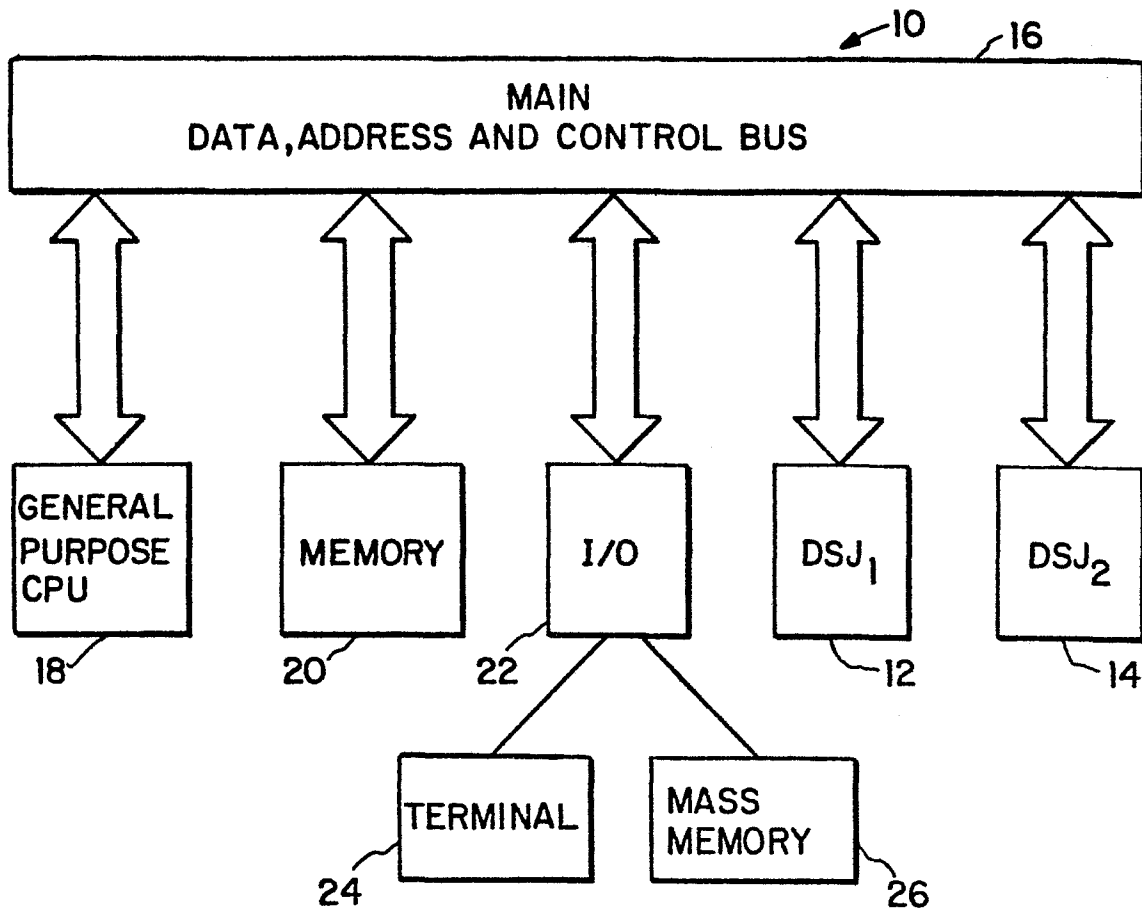 10
16
MAIN
DATA, ADDRESS AND CONTROL BUS
GENERAL
PURPOSE
CPU
MEMORY
I/O
DSJ1
DSJ2
18
20
22
12
14
TERMINAL
MASS
MEMORY
24
26